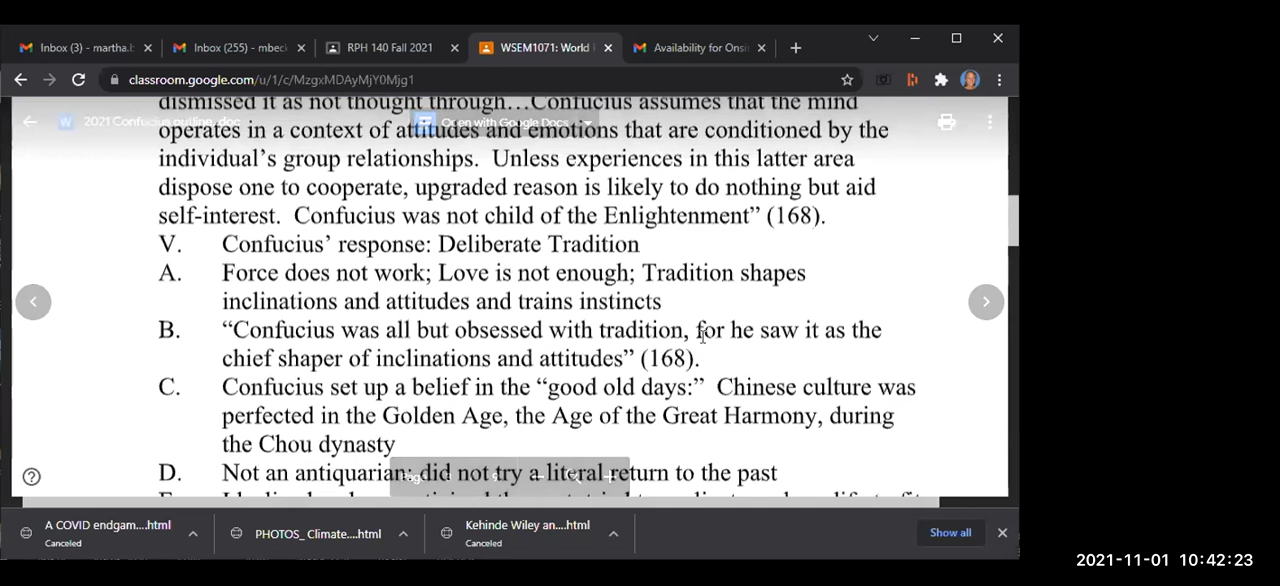 Inbox (3) - martha.b
Inbox (255) - mbeck
RPH 140 Fall 2021
WSEM1071: World
Availability for Onsi
classroom.google.com/u/1/c/MzgxMDAyMjY0Mjg1
dismissed it as not thought through…Confucius assumes that the mind
2021 Confucius outline.doc
Open with Google Docs
operates in a context of attitudes and emotions that are conditioned by the
individual’s group relationships. Unless experiences in this latter area
dispose one to cooperate, upgraded reason is likely to do nothing but aid
self-interest. Confucius was not child of the Enlightenment” (168).
V. Confucius’ response: Deliberate Tradition
A. Force does not work; Love is not enough; Tradition shapes
inclinations and attitudes and trains instincts
B. “Confucius was all but obsessed with tradition, for he saw it as the
chief shaper of inclinations and attitudes” (168).
C. Confucius set up a belief in the “good old days:” Chinese culture was
perfected in the Golden Age, the Age of the Great Harmony, during
the Chou dynasty
D. Not an antiquarian; did not try a literal return to the past
A COVID endgam....html
Canceled
PHOTOS_ Climate....html
Kehinde Wiley an....html
Canceled
Show all
2021-11-01 10:42:23